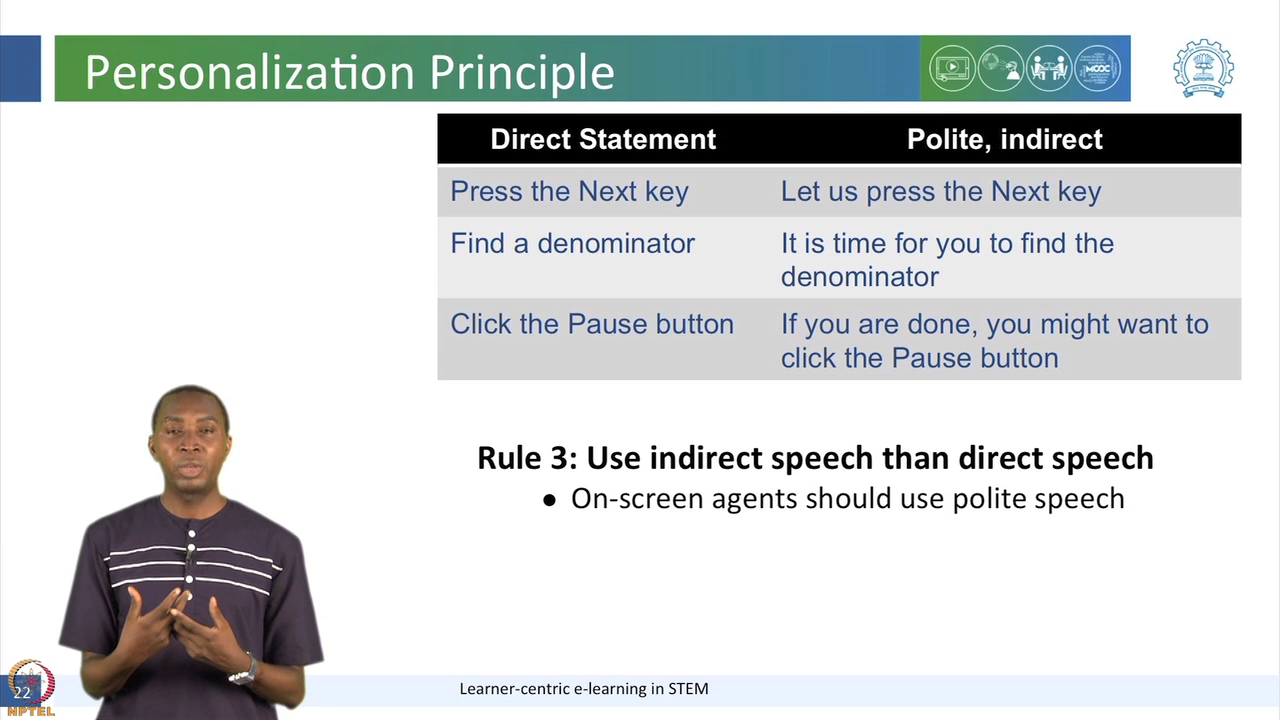 Personalization Principle
MOOC
Direct Statement
Polite, indirect
Press the Next key
Let us press the Next key
Find a denominator
It is time for you to find the
denominator
Click the Pause button
If you are done, you might want to
click the Pause button
Rule 3: Use indirect speech than direct speech
● On-screen agents should use polite speech
22
NPTEL
Learner-centric e-learning in STEM